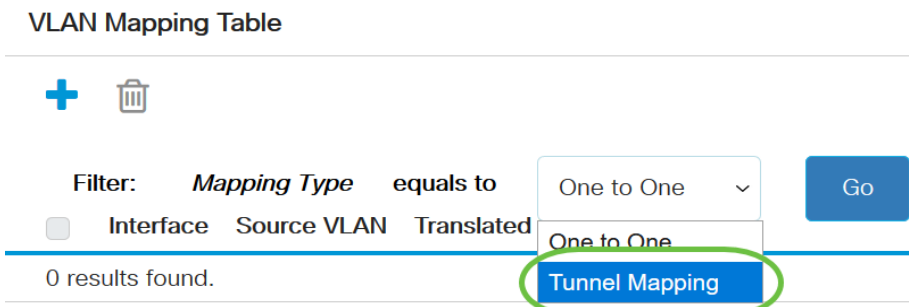 VLAN Mapping Table
Filter: Mapping Type equals to One to One Go
Interface Source VLAN Translated
One to One
0 results found.
Tunnel Mapping